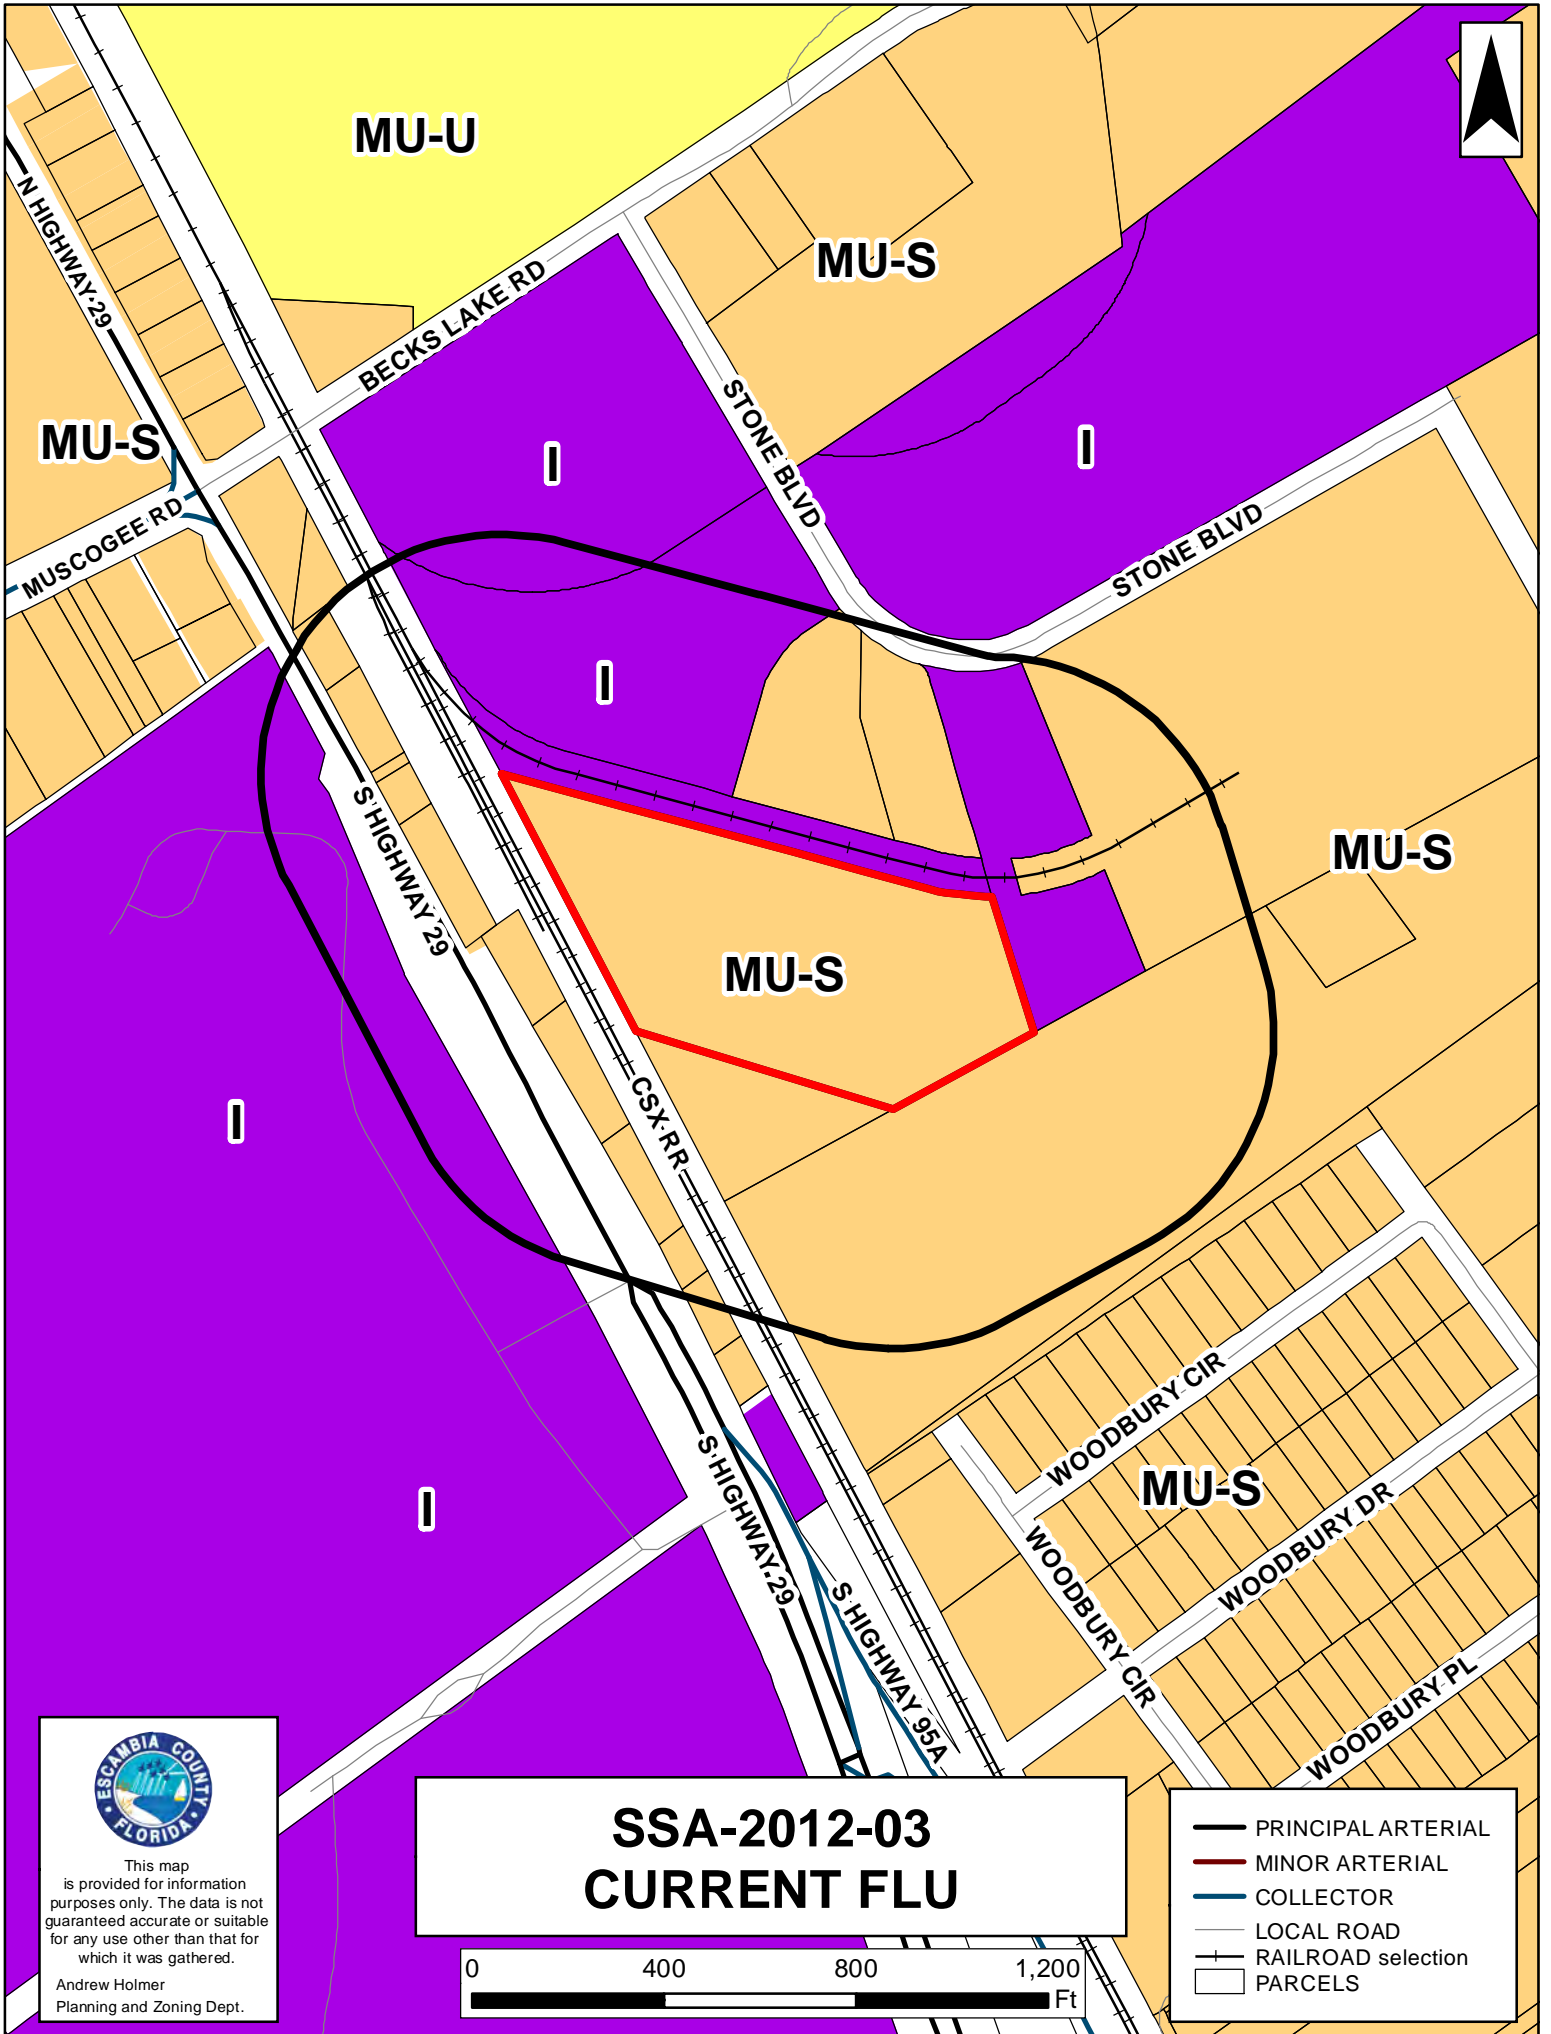 MU-U
N HIGHWAY 29
MU-S
BECKS LAKE RD
MU-S
I
I
STONE BLVD
STONE BLVD
MUSCOGEE RD
I
S HIGHWAY 29
MU-S
MU-S
I
CSX RR
WOODBURY CIR
MU-S
WOODBURY DR
I
S HIGHWAY 29
WOODBURY CIR
S HIGHWAY 95A
WOODBURY PL
ESCAMBIA COUNTY
FLORIDA
This map
is provided for information
purposes only. The data is not
guaranteed accurate or suitable
for any use other than that for
which it was gathered.
Andrew Holmer
Planning and Zoning Dept.
SSA-2012-03
CURRENT FLU
0 400 800 1,200
Ft
PRINCIPAL ARTERIAL
MINOR ARTERIAL
COLLECTOR
LOCAL ROAD
RAILROAD selection
PARCELS